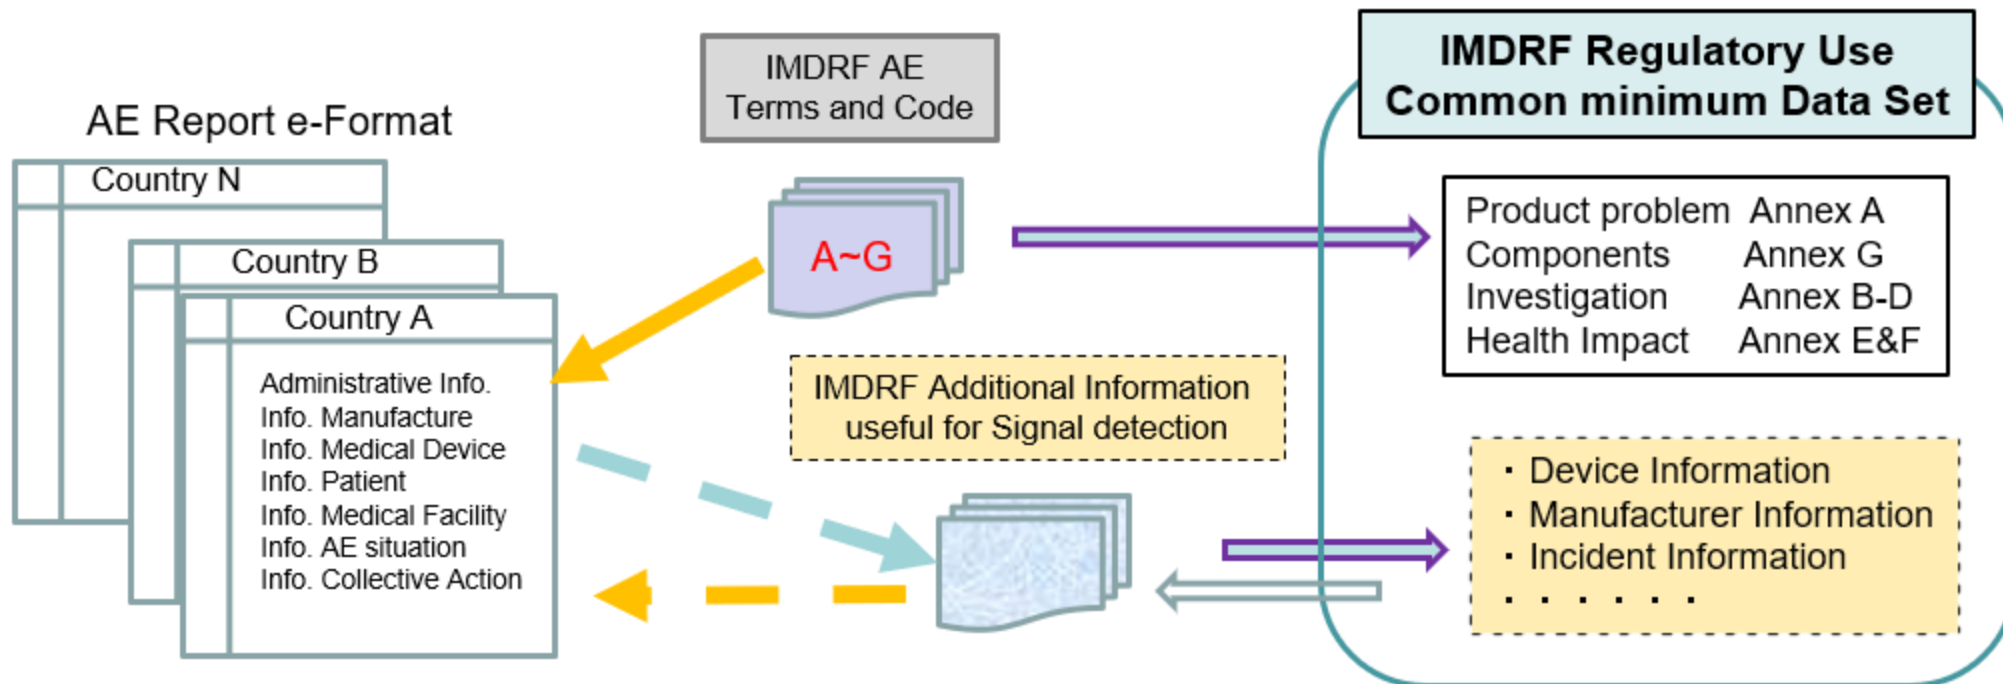 AE Report e-Format
Country N
Country B
Country A
Administrative Info.
Info. Manufacture
Info. Medical Device
Info. Patient
Info. Medical Facility
Info. AE situation
Info. Collective Action
IMDRF AE
Terms and Code
A~G
IMDRF Additional Information
useful for Signal detection
IMDRF Regulatory Use
Common minimum Data Set
Product problem Annex A
Components Annex G
Investigation Annex B-D
Health Impact Annex E&F
・Device Information
・Manufacturer Information
・Incident Information
・・・・・・